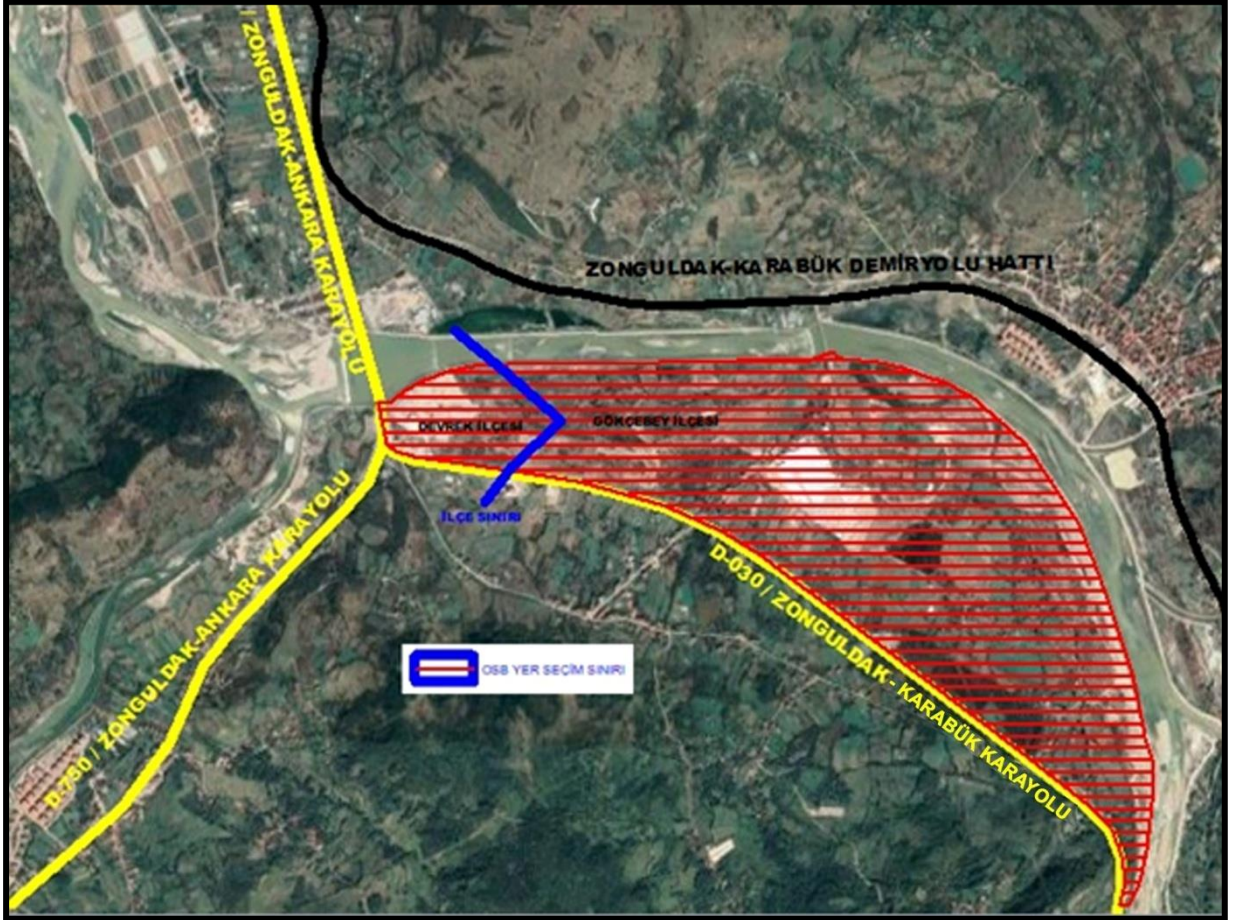 / ZONGULDAK-ANKARA KARAYOLU
ZONGULDAK-KARABÜK DEMİRYOLU HATTI
DEVREK İLÇESİ
GÖKÇEBEY İLÇESİ
İLÇE SINIRI
D-750 / ZONGULDAK-ANKARA KARAYOLU
D-030 / ZONGULDAK - KARABÜK KARAYOLU
OSB YER SEÇİM SINIRI